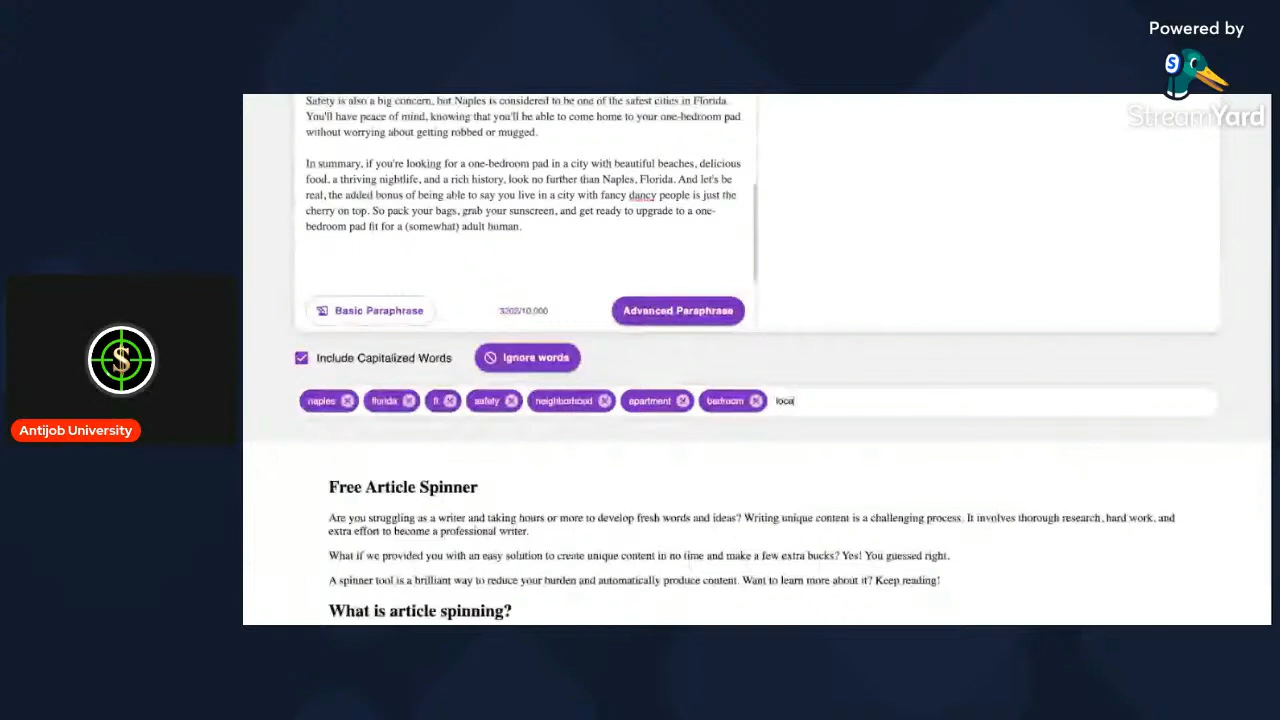 Powered by
StreamYard
Safety is also a big concern, but Naples is considered to be one of the safest cities in Florida.
You'll have peace of mind, knowing that you'll be able to come home to your one-bedroom pad
without worrying about getting robbed or mugged.
In summary, if you're looking for a one-bedroom pad in a city with beautiful beaches, delicious
food, a thriving nightlife, and a rich history, look no further than Naples, Florida. And let's be
real, the added bonus of being able to say you live in a city with fancy dancy people is just the
cherry on top. So pack your bags, grab your sunscreen, and get ready to upgrade to a one-
bedroom pad fit for a (somewhat) adult human.
Basic Paraphrase 3202/10,000 Advanced Paraphrase
Include Capitalized Words Ignore words
naples florida fl safety neighborhood apartment bedroom loca
Antijob University
Free Article Spinner
Are you struggling as a writer and taking hours or more to develop fresh words and ideas? Writing unique content is a challenging process. It involves thorough research, hard work, and
extra effort to become a professional writer.
What if we provided you with an easy solution to create unique content in no time and make a few extra bucks? Yes! You guessed right.
A spinner tool is a brilliant way to reduce your burden and automatically produce content. Want to learn more about it? Keep reading!
What is article spinning?